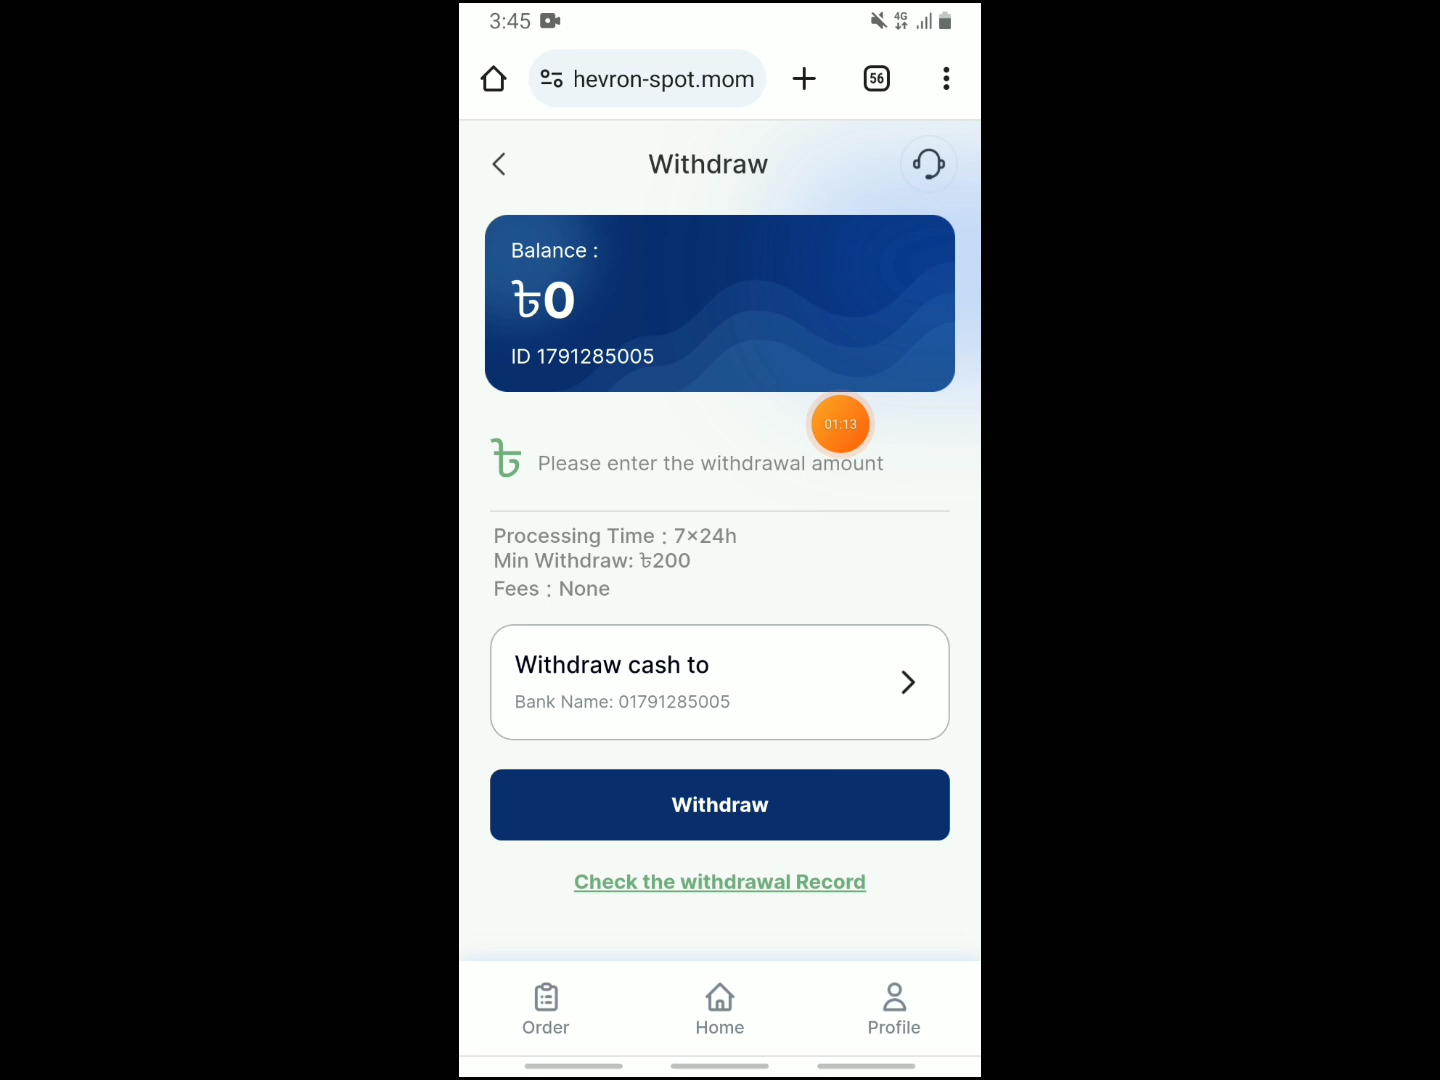 3:45
4G
hevron-spot.mom
56
Withdraw
Balance :
৳0
ID 1791285005
01:13
৳ Please enter the withdrawal amount
Processing Time : 7×24h
Min Withdraw: ৳200
Fees : None
Withdraw cash to
Bank Name: 01791285005
Withdraw
Check the withdrawal Record
Order
Home
Profile